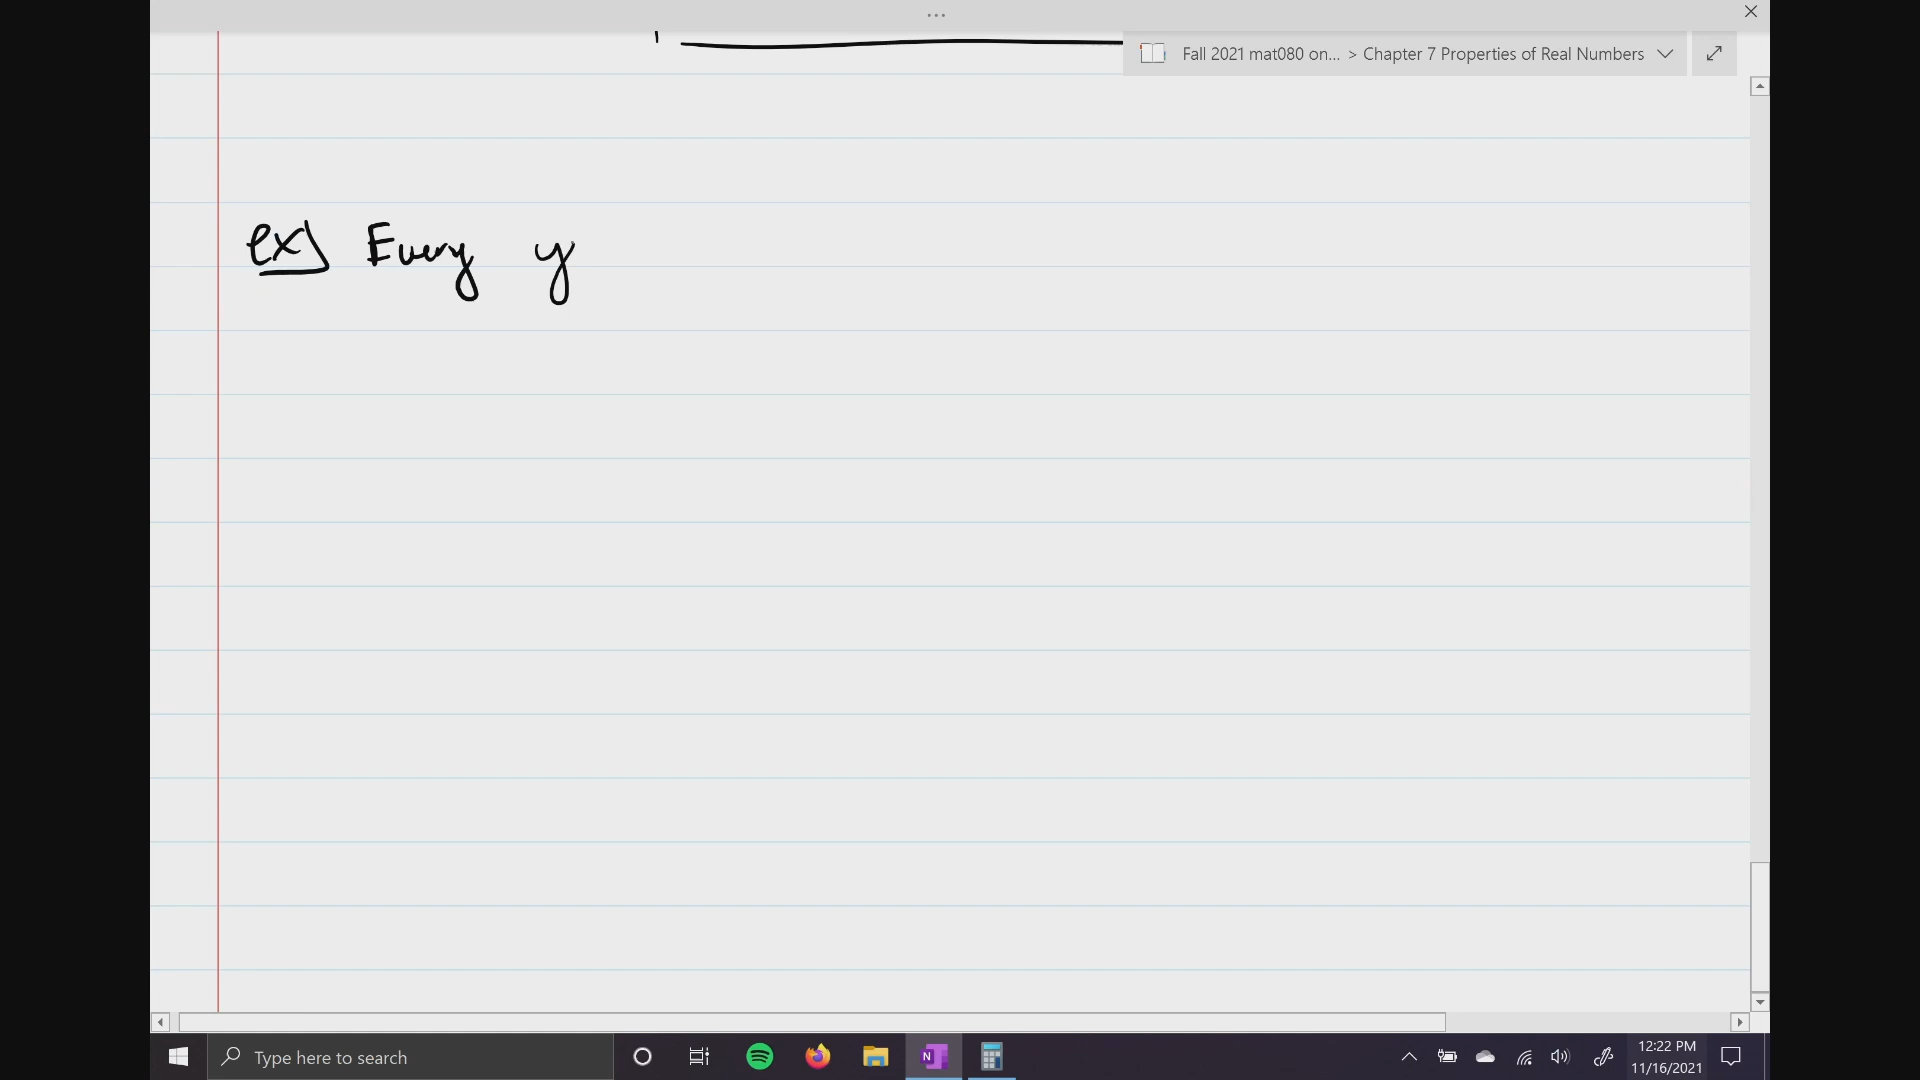 ...
Fall 2021 mat080 on... > Chapter 7 Properties of Real Numbers
ex) Every y
Type here to search
12:22 PM
11/16/2021